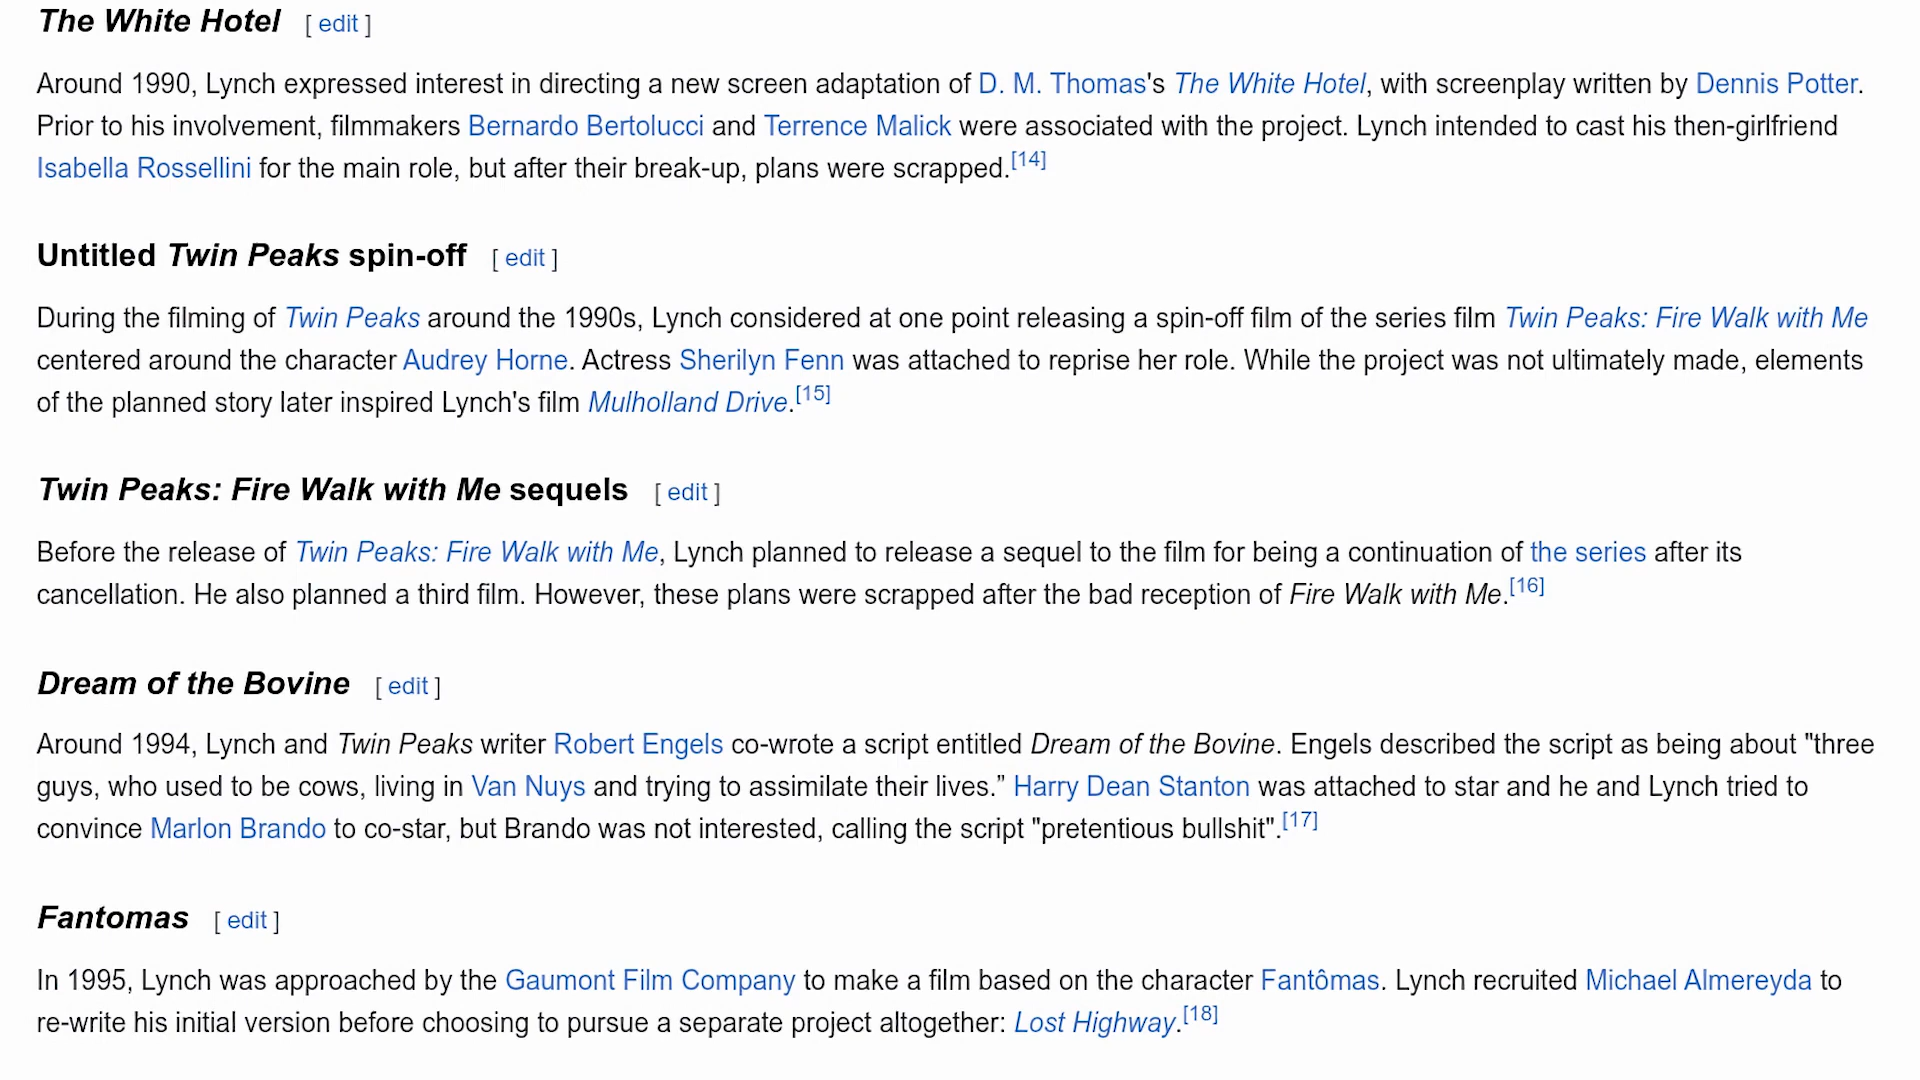 The White Hotel [ edit ]
Around 1990, Lynch expressed interest in directing a new screen adaptation of D. M. Thomas's The White Hotel, with screenplay written by Dennis Potter.
Prior to his involvement, filmmakers Bernardo Bertolucci and Terrence Malick were associated with the project. Lynch intended to cast his then-girlfriend
Isabella Rossellini for the main role, but after their break-up, plans were scrapped.[14]
Untitled Twin Peaks spin-off [ edit ]
During the filming of Twin Peaks around the 1990s, Lynch considered at one point releasing a spin-off film of the series film Twin Peaks: Fire Walk with Me
centered around the character Audrey Horne. Actress Sherilyn Fenn was attached to reprise her role. While the project was not ultimately made, elements
of the planned story later inspired Lynch's film Mulholland Drive.[15]
Twin Peaks: Fire Walk with Me sequels [ edit ]
Before the release of Twin Peaks: Fire Walk with Me, Lynch planned to release a sequel to the film for being a continuation of the series after its
cancellation. He also planned a third film. However, these plans were scrapped after the bad reception of Fire Walk with Me.[16]
Dream of the Bovine [ edit ]
Around 1994, Lynch and Twin Peaks writer Robert Engels co-wrote a script entitled Dream of the Bovine. Engels described the script as being about "three
guys, who used to be cows, living in Van Nuys and trying to assimilate their lives.” Harry Dean Stanton was attached to star and he and Lynch tried to
convince Marlon Brando to co-star, but Brando was not interested, calling the script "pretentious bullshit".[17]
Fantomas [ edit ]
In 1995, Lynch was approached by the Gaumont Film Company to make a film based on the character Fantômas. Lynch recruited Michael Almereyda to
re-write his initial version before choosing to pursue a separate project altogether: Lost Highway.[18]